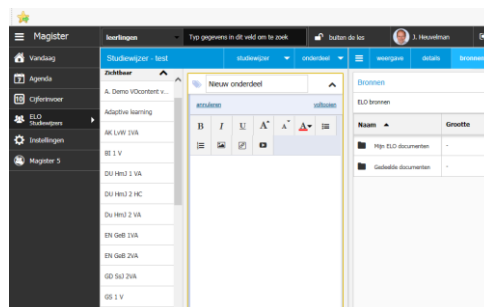 Magister
leerlingen
Typ gegevens in dit veld om te zoek
buiten de les
J. Heuvelman
Vandaag
Agenda
Cijferinvoer
ELO
Studiewijzers
Instellingen
Magister 5
Studiewijzer - test
studiewijzer
onderdeel
weergave
details
bronnen
Zichtbaar
A. Demo VOcontent v...
Adaptive learning
AK LvW 1VA
BI 1 V
DU HmJ 1 VA
DU HmJ 2 HC
Du HmJ 2 VA
EN GeB 1VA
EN GeB 2VA
GD SsJ 2VA
GS 1 V
Nieuw onderdeel
annuleren
voltooien
B I U A A A
Bronnen
ELO bronnen
Naam
Grootte
Mijn ELO documenten
-
Gedeelde documenten
-